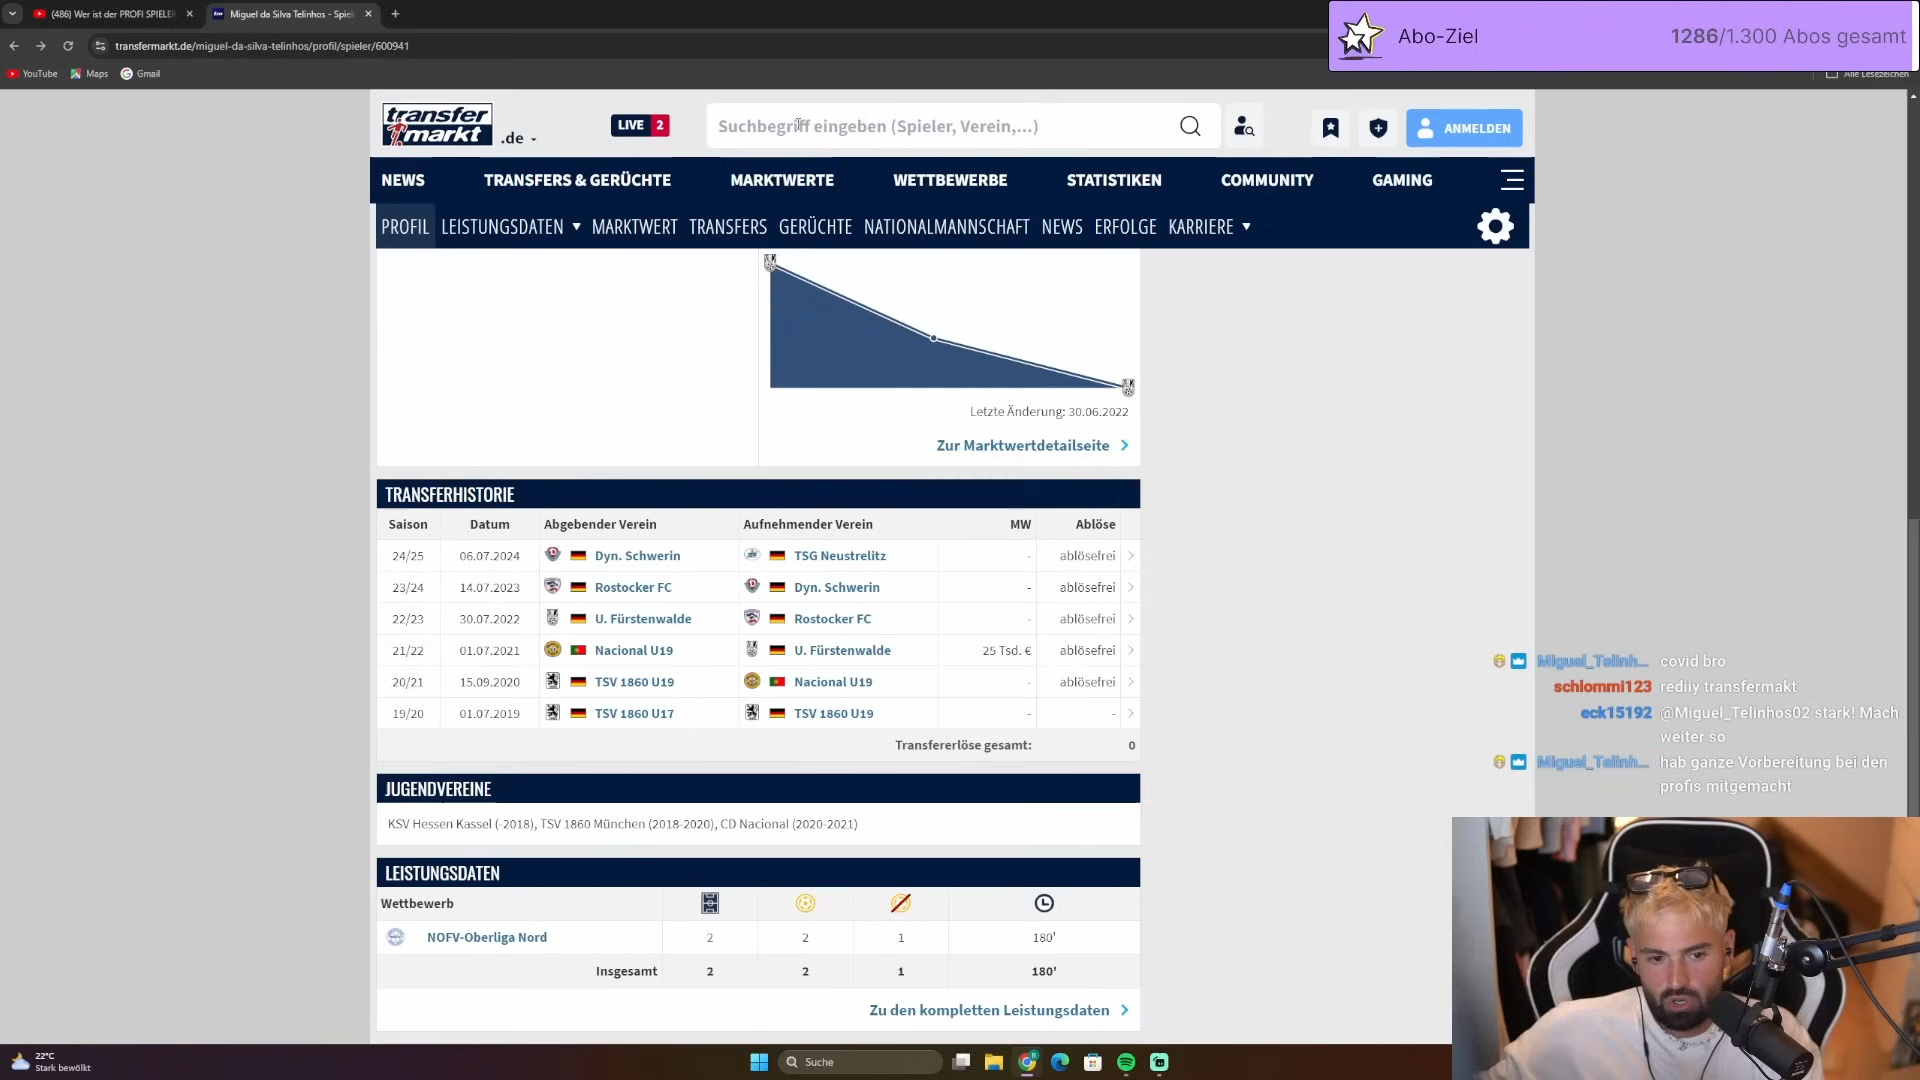 (486) Wer ist der PROFI SPIELE
Miguel da Silva Telinhos - Spiel
transfermarkt.de/miguel-da-silva-telinhos/profil/spieler/600941
YouTube
Maps
Gmail
Alle Lesezeichen
Abo-Ziel
1286/1.300 Abos gesamt
transfer
markt
.de
LIVE 2
Suchbegriff eingeben (Spieler, Verein,...)
ANMELDEN
NEWS
TRANSFERS & GERÜCHTE
MARKTWERTE
WETTBEWERBE
STATISTIKEN
COMMUNITY
GAMING
PROFIL
LEISTUNGSDATEN
MARKTWERT
TRANSFERS
GERÜCHTE
NATIONALMANNSCHAFT
NEWS
ERFOLGE
KARRIERE
Letzte Änderung: 30.06.2022
Zur Marktwertdetailseite
TRANSFERHISTORIE
Saison Datum Abgebender Verein Aufnehmender Verein MW Ablöse
24/25 06.07.2024 Dyn. Schwerin TSG Neustrelitz - ablösefrei
23/24 14.07.2023 Rostocker FC Dyn. Schwerin - ablösefrei
22/23 30.07.2022 U. Fürstenwalde Rostocker FC - ablösefrei
21/22 01.07.2021 Nacional U19 U. Fürstenwalde 25 Tsd. € ablösefrei
20/21 15.09.2020 TSV 1860 U19 Nacional U19 - ablösefrei
19/20 01.07.2019 TSV 1860 U17 TSV 1860 U19 - -
Transfererlöse gesamt: 0
JUGENDVEREINE
KSV Hessen Kassel (-2018), TSV 1860 München (2018-2020), CD Nacional (2020-2021)
LEISTUNGSDATEN
Wettbewerb
NOFV-Oberliga Nord 2 2 1 180'
Insgesamt 2 2 1 180'
Zu den kompletten Leistungsdaten
Miguel_Telinh... covid bro
schlommi123 rediiy transfermakt
eck15192 @Miguel_Telinhos02 stark! Mach
weiter so
Miguel_Telinh... hab ganze Vorbereitung bei den
profis mitgemacht
22°C
Stark bewölkt
Suche